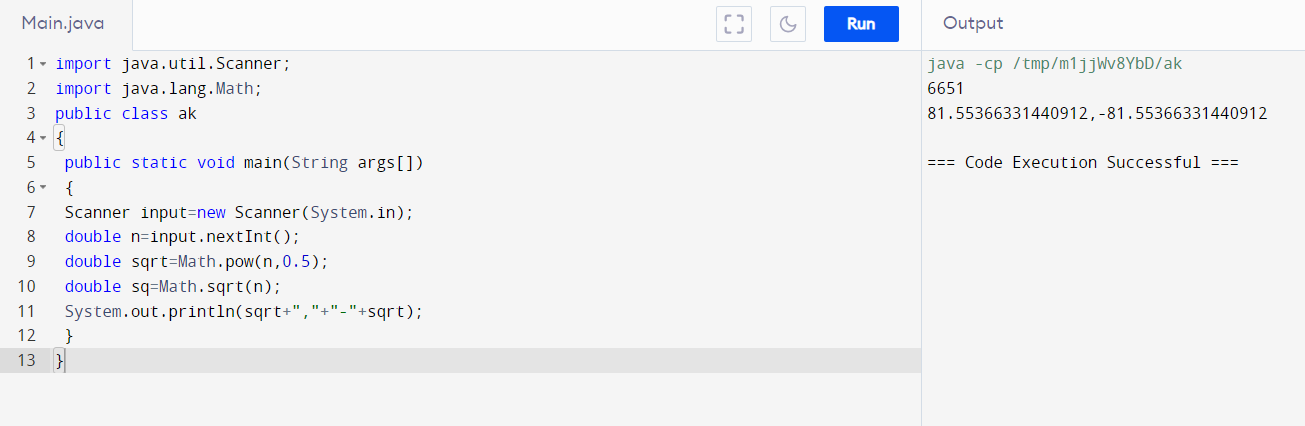 Main.java
Run
Output
1 import java.util.Scanner;
2 import java.lang.Math;
3 public class ak
4 {
5 public static void main(String args[])
6 {
7 Scanner input=new Scanner(System.in);
8 double n=input.nextInt();
9 double sqrt=Math.pow(n,0.5);
10 double sq=Math.sqrt(n);
11 System.out.println(sqrt+","+"-"+sqrt);
12 }
13 }
java -cp /tmp/m1jjWv8YbD/ak
6651
81.55366331440912,-81.55366331440912
=== Code Execution Successful ===